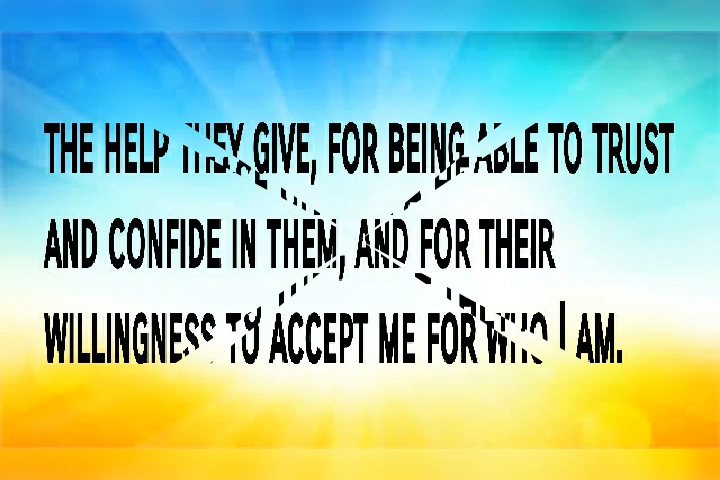 THE HELP THEY GIVE, FOR BEING ABLE TO TRUST
AND CONFIDE IN THEM, AND FOR THEIR
WILLINGNESS TO ACCEPT ME FOR WHO I AM.